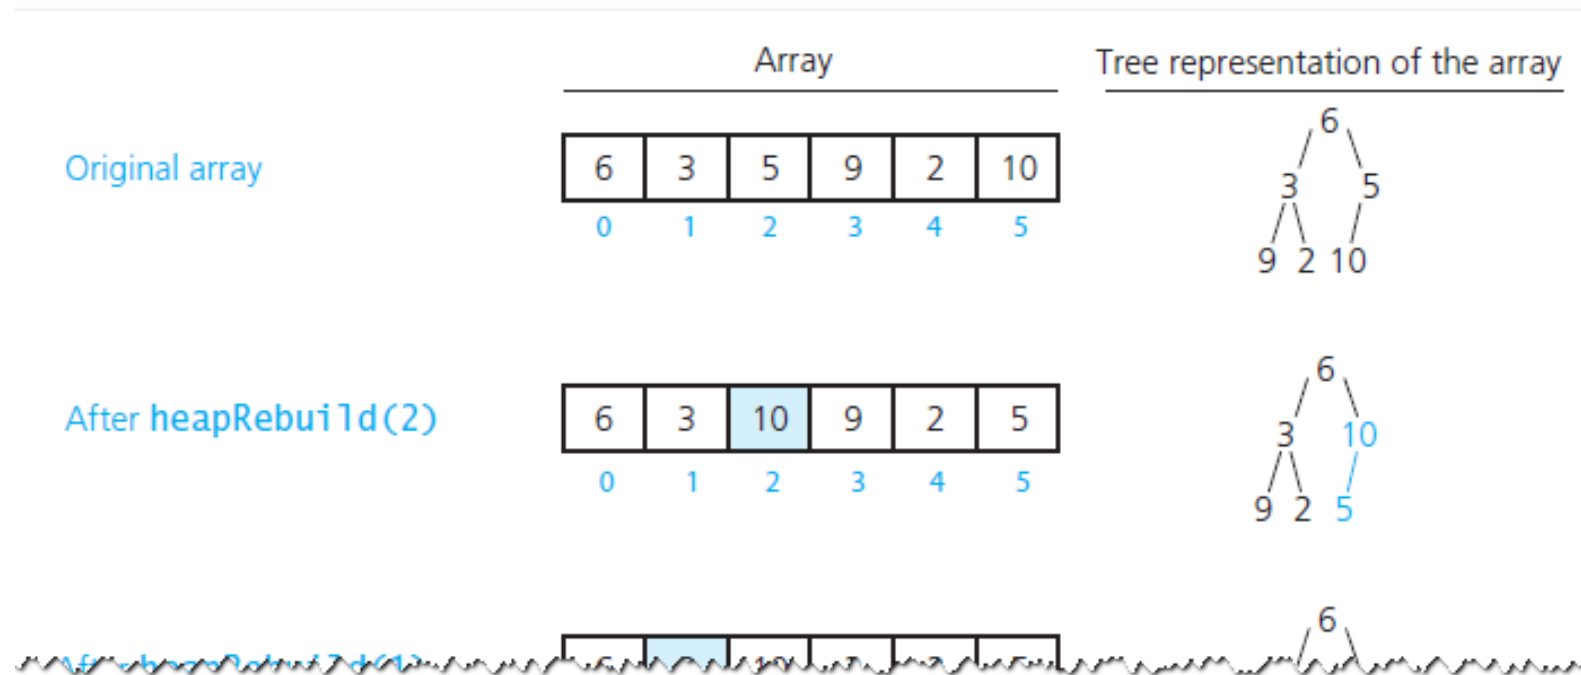 Array
Tree representation of the array
Original array
6 3 5 9 2 10
0 1 2 3 4 5
6
3 5
9 2 10
After heapRebuild(2)
6 3 10 9 2 5
0 1 2 3 4 5
6
3 10
9 2 5
6